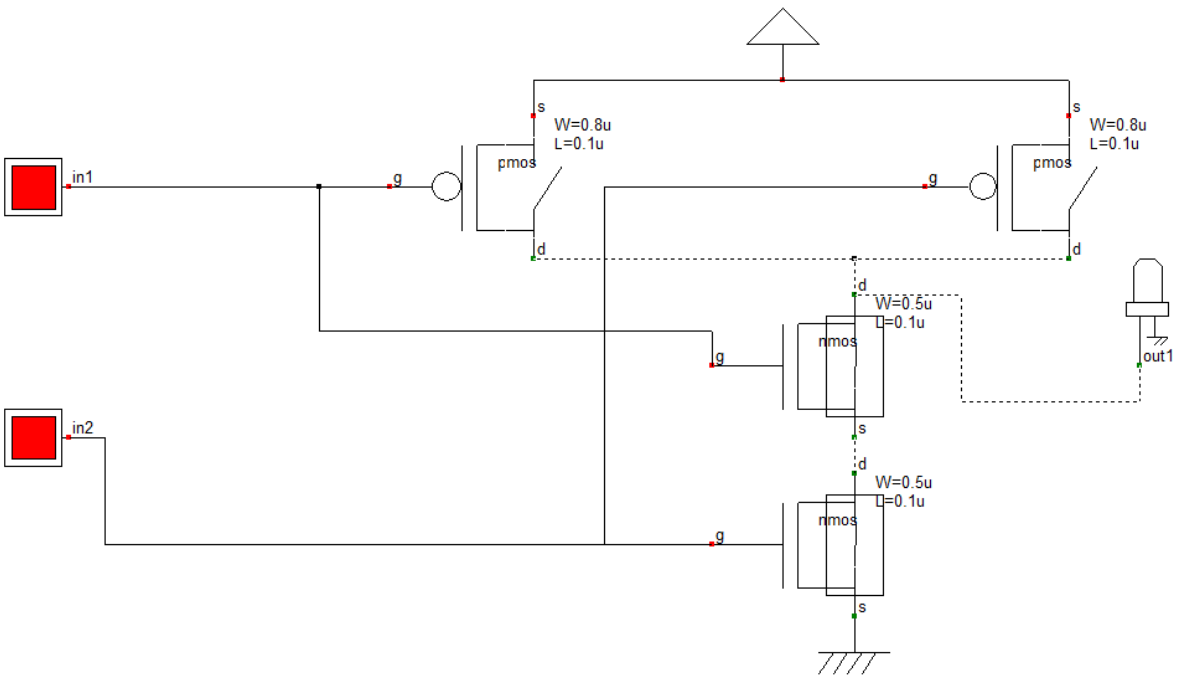 s
W=0.8u
L=0.1u
pmos
s
W=0.8u
L=0.1u
pmos
in1
g
g
d
d
d
W=0.5u
L=0.1u
nmos
g
out1
s
in2
d
W=0.5u
L=0.1u
nmos
g
s